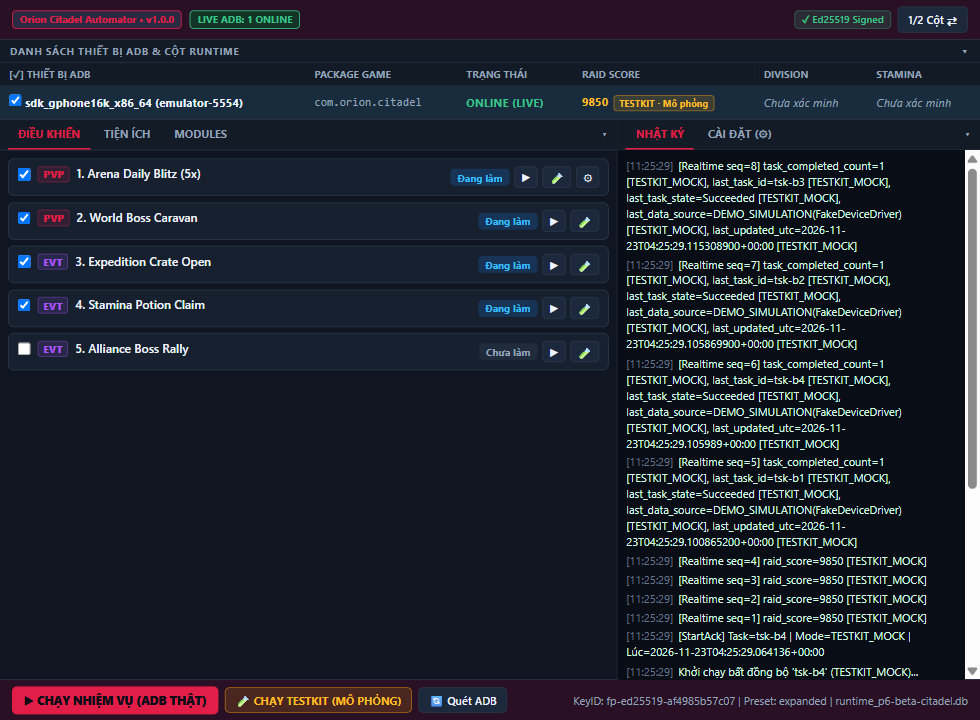 Orion Citadel Automator • v1.0.0
LIVE ADB: 1 ONLINE
✓ Ed25519 Signed
1/2 Cột ⇄
DANH SÁCH THIẾT BỊ ADB & CỘT RUNTIME
[✓] THIẾT BỊ ADB
PACKAGE GAME
TRẠNG THÁI
RAID SCORE
DIVISION
STAMINA
sdk_gphone16k_x86_64 (emulator-5554)
com.orion.citadel
ONLINE (LIVE)
9850 TESTKIT · Mô phỏng
Chưa xác minh
Chưa xác minh
ĐIỀU KHIỂN
TIỆN ÍCH
MODULES
PVP 1. Arena Daily Blitz (5x) Đang làm
PVP 2. World Boss Caravan Đang làm
EVT 3. Expedition Crate Open Đang làm
EVT 4. Stamina Potion Claim Đang làm
EVT 5. Alliance Boss Rally Chưa làm
NHẬT KÝ
CÀI ĐẶT (⚙)
[11:25:29] [Realtime seq=8] task_completed_count=1
[TESTKIT_MOCK], last_task_id=tsk-b3 [TESTKIT_MOCK],
last_task_state=Succeeded [TESTKIT_MOCK],
last_data_source=DEMO_SIMULATION(FakeDeviceDriver)
[TESTKIT_MOCK], last_updated_utc=2026-11-
23T04:25:29.115308900+00:00 [TESTKIT_MOCK]
[11:25:29] [Realtime seq=7] task_completed_count=1
[TESTKIT_MOCK], last_task_id=tsk-b2 [TESTKIT_MOCK],
last_task_state=Succeeded [TESTKIT_MOCK],
last_data_source=DEMO_SIMULATION(FakeDeviceDriver)
[TESTKIT_MOCK], last_updated_utc=2026-11-
23T04:25:29.105869900+00:00 [TESTKIT_MOCK]
[11:25:29] [Realtime seq=6] task_completed_count=1
[TESTKIT_MOCK], last_task_id=tsk-b4 [TESTKIT_MOCK],
last_task_state=Succeeded [TESTKIT_MOCK],
last_data_source=DEMO_SIMULATION(FakeDeviceDriver)
[TESTKIT_MOCK], last_updated_utc=2026-11-
23T04:25:29.105989+00:00 [TESTKIT_MOCK]
[11:25:29] [Realtime seq=5] task_completed_count=1
[TESTKIT_MOCK], last_task_id=tsk-b1 [TESTKIT_MOCK],
last_task_state=Succeeded [TESTKIT_MOCK],
last_data_source=DEMO_SIMULATION(FakeDeviceDriver)
[TESTKIT_MOCK], last_updated_utc=2026-11-
23T04:25:29.100865200+00:00 [TESTKIT_MOCK]
[11:25:29] [Realtime seq=4] raid_score=9850 [TESTKIT_MOCK]
[11:25:29] [Realtime seq=3] raid_score=9850 [TESTKIT_MOCK]
[11:25:29] [Realtime seq=2] raid_score=9850 [TESTKIT_MOCK]
[11:25:29] [Realtime seq=1] raid_score=9850 [TESTKIT_MOCK]
[11:25:29] [StartAck] Task=tsk-b4 | Mode=TESTKIT_MOCK |
Lúc=2026-11-23T04:25:29.064136+00:00
[11:25:29] Khởi chạy bất đồng bộ 'tsk-b4' (TESTKIT_MOCK)...
▶ CHẠY NHIỆM VỤ (ADB THẬT)
CHẠY TESTKIT (MÔ PHỎNG)
Quét ADB
KeyID: fp-ed25519-af4985b57c07 | Preset: expanded | runtime_p6-beta-citadel.db